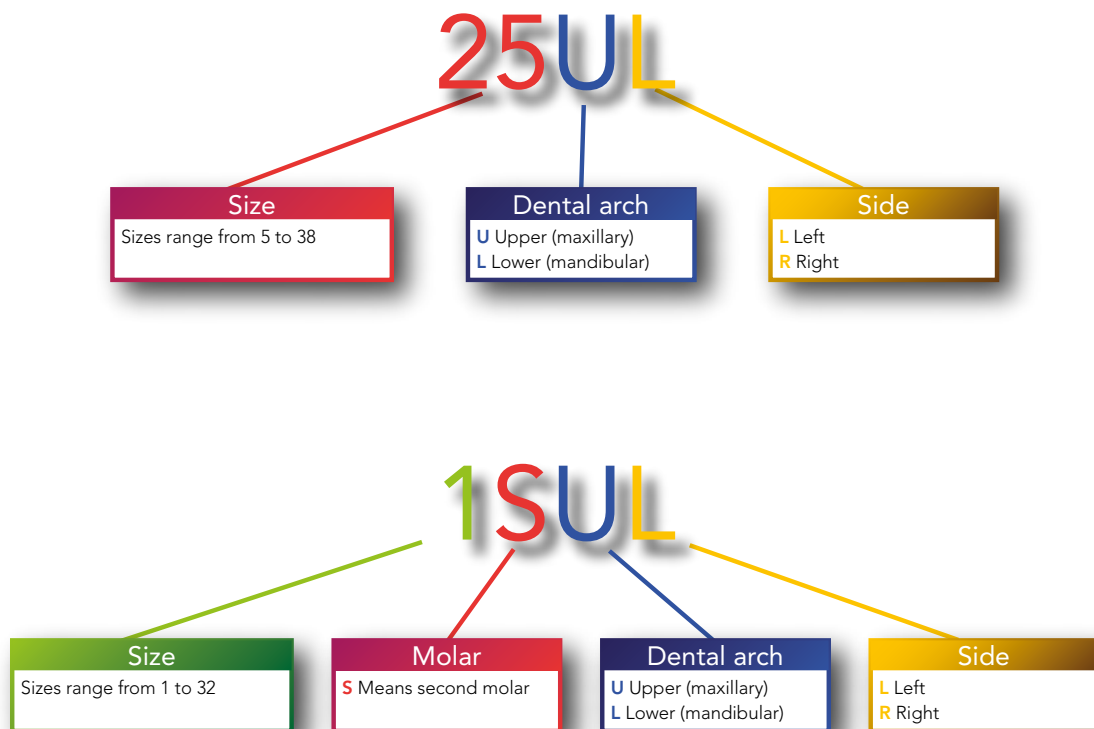 25UL
Size
Sizes range from 5 to 38
Dental arch
U Upper (maxillary)
L Lower (mandibular)
Side
L Left
R Right
1SUL
Size
Sizes range from 1 to 32
Molar
S Means second molar
Dental arch
U Upper (maxillary)
L Lower (mandibular)
Side
L Left
R Right